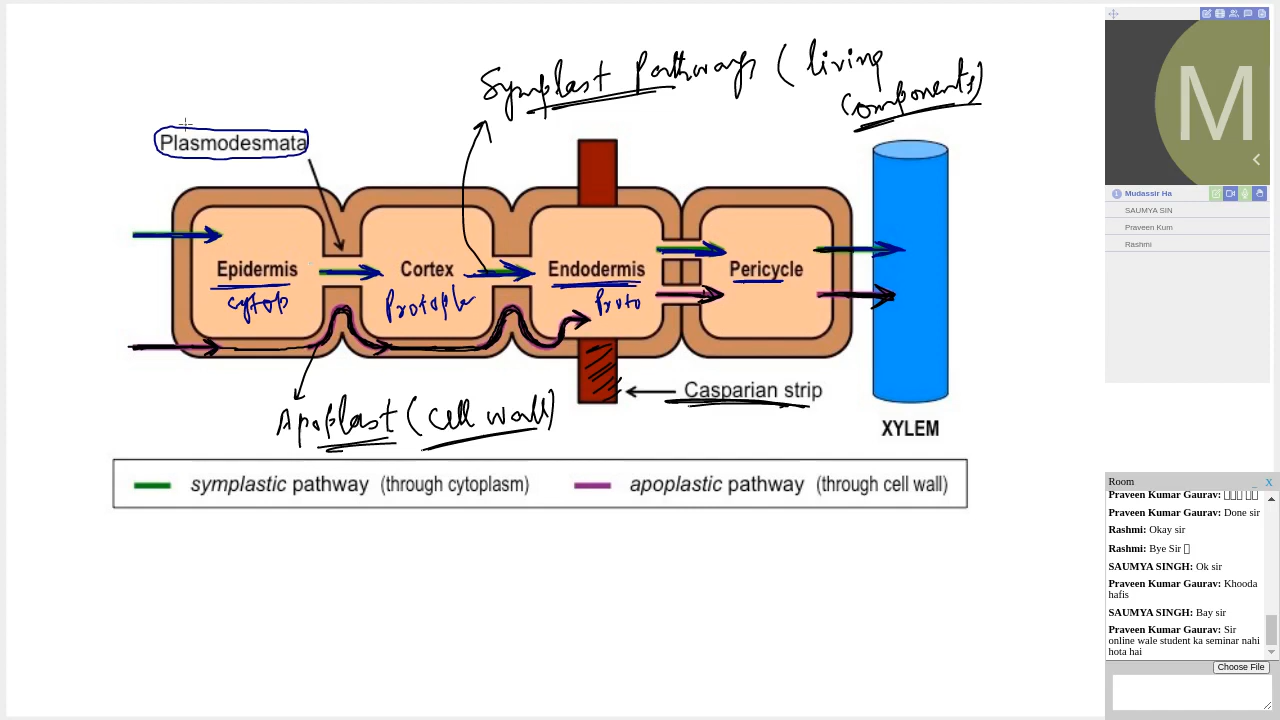 Symplast Pathways (living
components)
Plasmodesmata
Epidermis
Cortex
Endodermis
Pericycle
cytop
Protopla
Proto
Casparian strip
Apoplast (cell wall)
XYLEM
symplastic pathway (through cytoplasm)
apoplastic pathway (through cell wall)
M
1 Mudassir Ha
SAUMYA SIN
Praveen Kum
Rashmi
Room _ X
Praveen Kumar Gaurav:
Praveen Kumar Gaurav: Done sir
Rashmi: Okay sir
Rashmi: Bye Sir
SAUMYA SINGH: Ok sir
Praveen Kumar Gaurav: Khooda
hafis
SAUMYA SINGH: Bay sir
Praveen Kumar Gaurav: Sir
online wale student ka seminar nahi
hota hai
Choose File